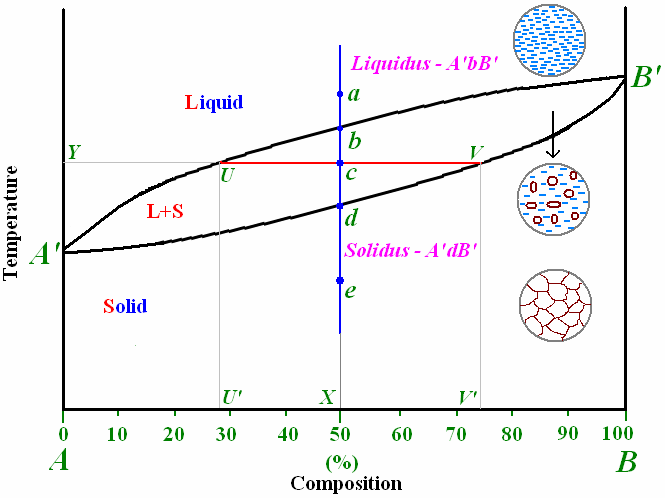 Liquidus - A'bB'
B'
a
Liquid
b
Y
V
U
c
L+S
d
A'
Solidus - A'dB'
e
Solid
Temperature
U'
X
V'
0 10 20 30 40 50 60 70 80 90 100
A
(%)
B
Composition